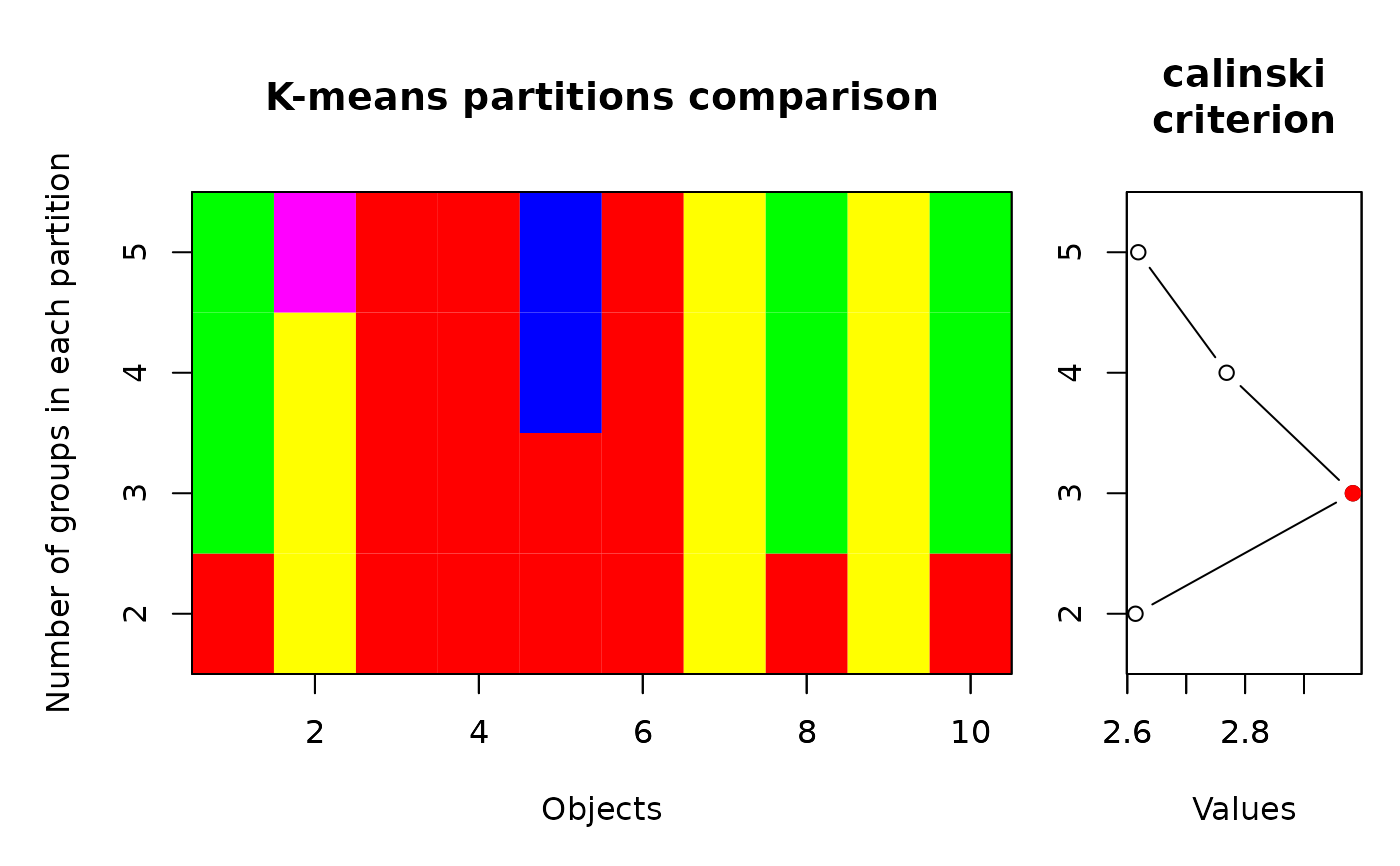 K-means partitions comparison
Number of groups in each partition
5
4
3
2
2 4 6 8 10
Objects
calinski
criterion
5
4
3
2
2.6 2.8
Values